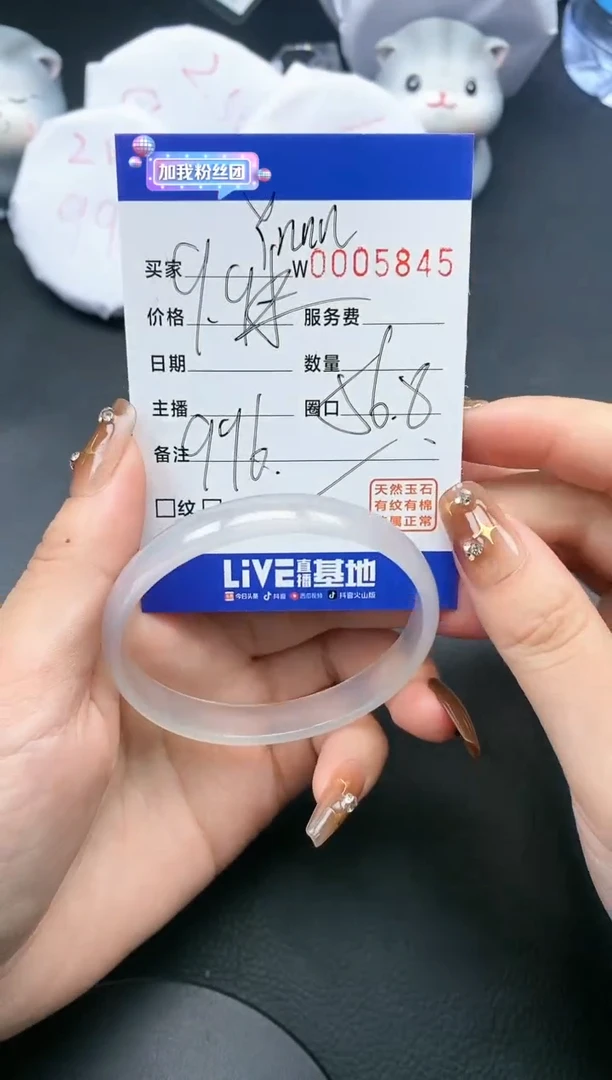 加我粉丝团
Ynnn
买家 W0005845
价格 9.9 服务费
日期 数量
主播 圈口 56.8
备注 996.
□纹 □
天然玉石
有纹有棉
属正常
LiVE直播基地
今日头条 抖音 西瓜视频 抖音火山版